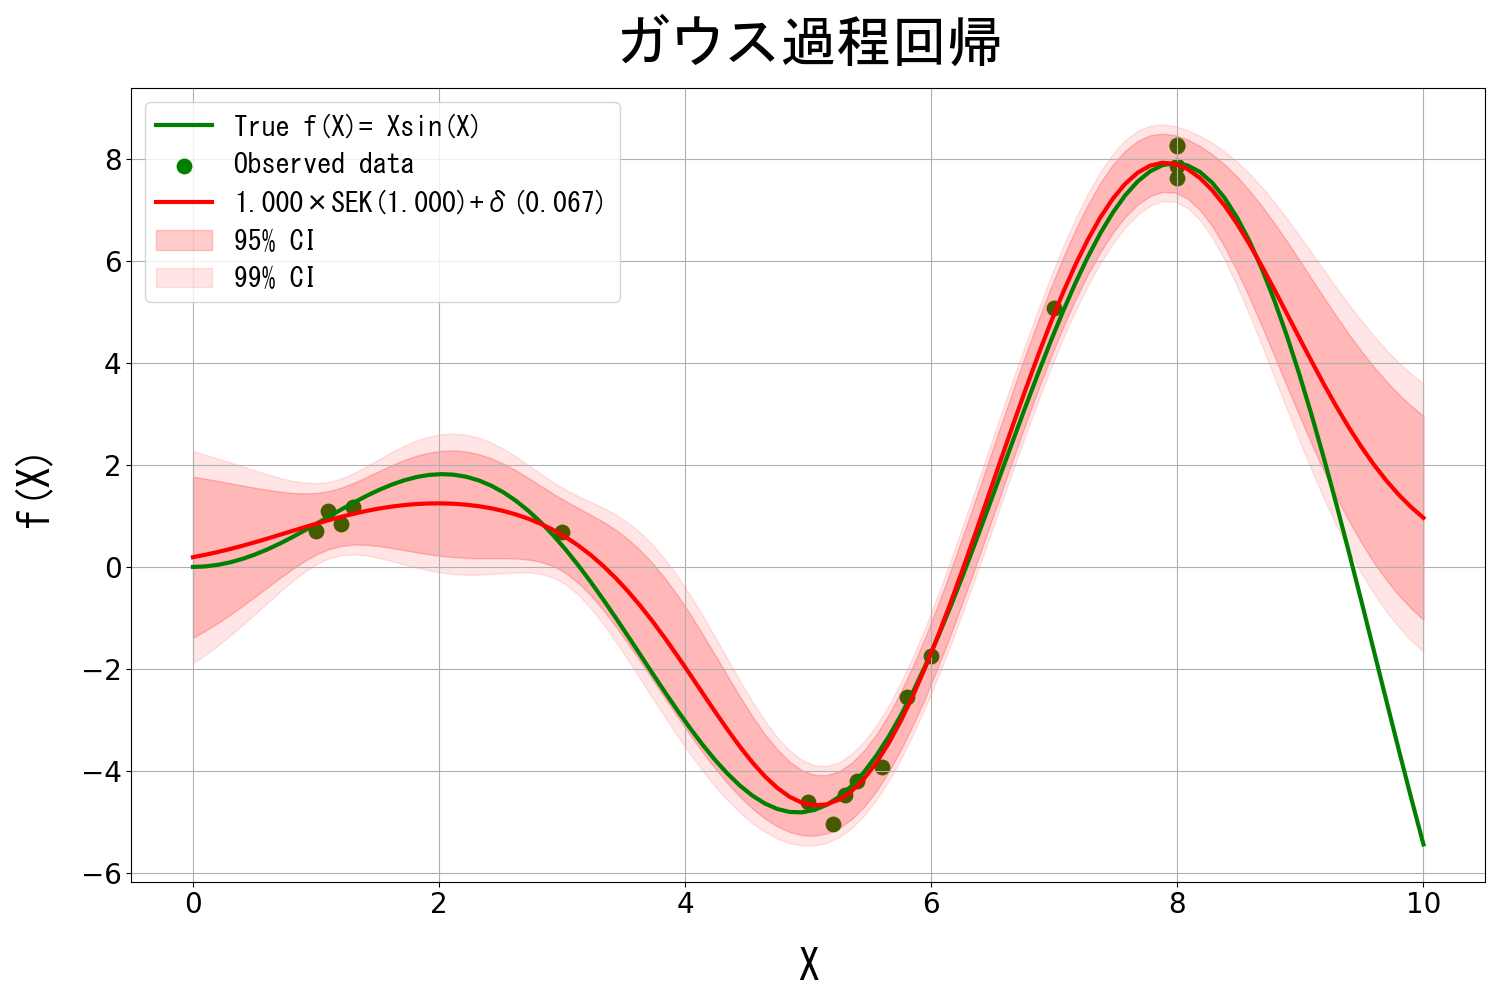 ガウス過程回帰
True f(X)= Xsin(X)
Observed data
1.000×SEK(1.000)+δ(0.067)
95% CI
99% CI
f(X)
8
6
4
2
0
−2
−4
−6
0 2 4 6 8 10
X